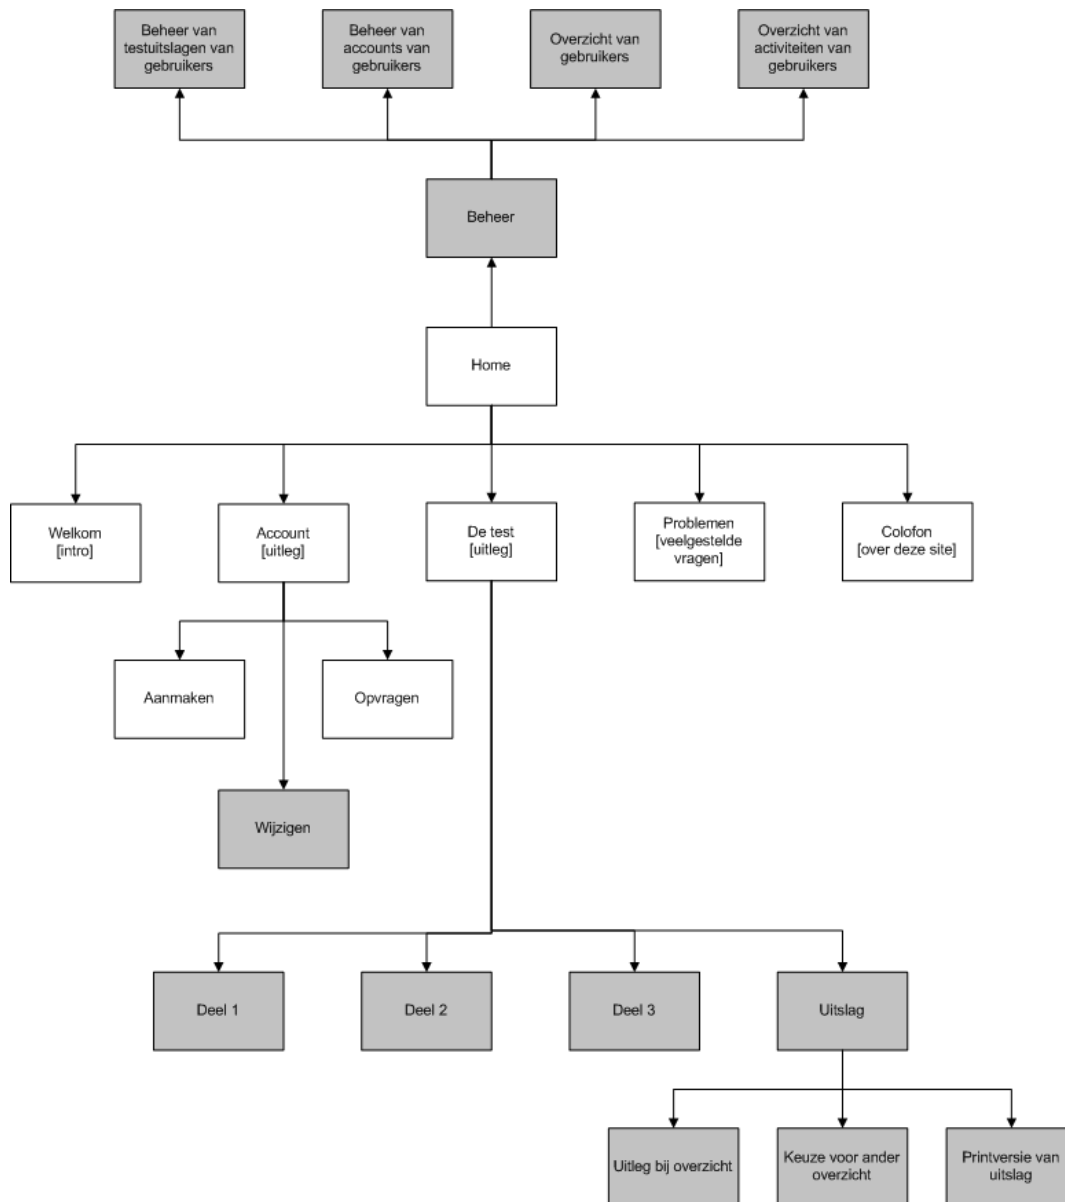 Beheer van
testuitslagen van
gebruikers
Beheer van
accounts van
gebruikers
Overzicht van
gebruikers
Overzicht van
activiteiten van
gebruikers
Beheer
Home
Welkom
[intro]
Account
[uitleg]
De test
[uitleg]
Problemen
[veelgestelde
vragen]
Colofon
[over deze site]
Aanmaken
Opvragen
Wijzigen
Deel 1
Deel 2
Deel 3
Uitslag
Uitleg bij overzicht
Keuze voor ander
overzicht
Printversie van
uitslag